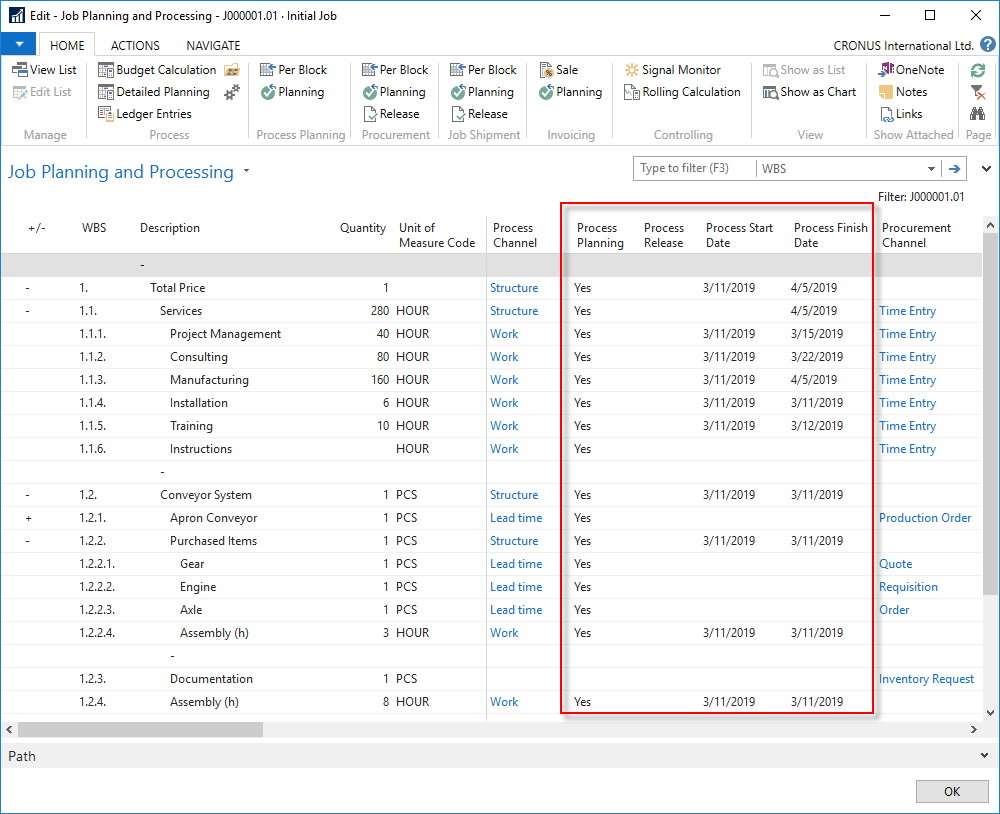 Edit - Job Planning and Processing - J000001.01 · Initial Job
HOME ACTIONS NAVIGATE CRONUS International Ltd. ?
View List Budget Calculation Per Block Per Block Per Block Sale Signal Monitor Show as List OneNote
Edit List Detailed Planning Planning Planning Planning Planning Rolling Calculation Show as Chart Notes
Ledger Entries Release Release Links
Manage Process Process Planning Procurement Job Shipment Invoicing Controlling View Show Attached Page
Job Planning and Processing Type to filter (F3) WBS
Filter: J000001.01
+/- WBS Description Quantity Unit of Process Process Process Process Start Process Finish Procurement
Measure Code Channel Planning Release Date Date Channel
-
- 1. Total Price 1 Structure Yes 3/11/2019 4/5/2019
- 1.1. Services 280 HOUR Structure Yes 4/5/2019 Time Entry
1.1.1. Project Management 40 HOUR Work Yes 3/11/2019 3/15/2019 Time Entry
1.1.2. Consulting 80 HOUR Work Yes 3/11/2019 3/22/2019 Time Entry
1.1.3. Manufacturing 160 HOUR Work Yes 3/11/2019 4/5/2019 Time Entry
1.1.4. Installation 6 HOUR Work Yes 3/11/2019 3/11/2019 Time Entry
1.1.5. Training 10 HOUR Work Yes 3/11/2019 3/12/2019 Time Entry
1.1.6. Instructions HOUR Work Yes Time Entry
-
- 1.2. Conveyor System 1 PCS Structure Yes 3/11/2019 3/11/2019
+ 1.2.1. Apron Conveyor 1 PCS Lead time Yes Production Order
- 1.2.2. Purchased Items 1 PCS Structure Yes 3/11/2019 3/11/2019
1.2.2.1. Gear 1 PCS Lead time Yes Quote
1.2.2.2. Engine 1 PCS Lead time Yes Requisition
1.2.2.3. Axle 1 PCS Lead time Yes Order
1.2.2.4. Assembly (h) 3 HOUR Work Yes 3/11/2019 3/11/2019
-
1.2.3. Documentation 1 PCS Inventory Request
1.2.4. Assembly (h) 8 HOUR Work Yes 3/11/2019 3/11/2019
Path
OK